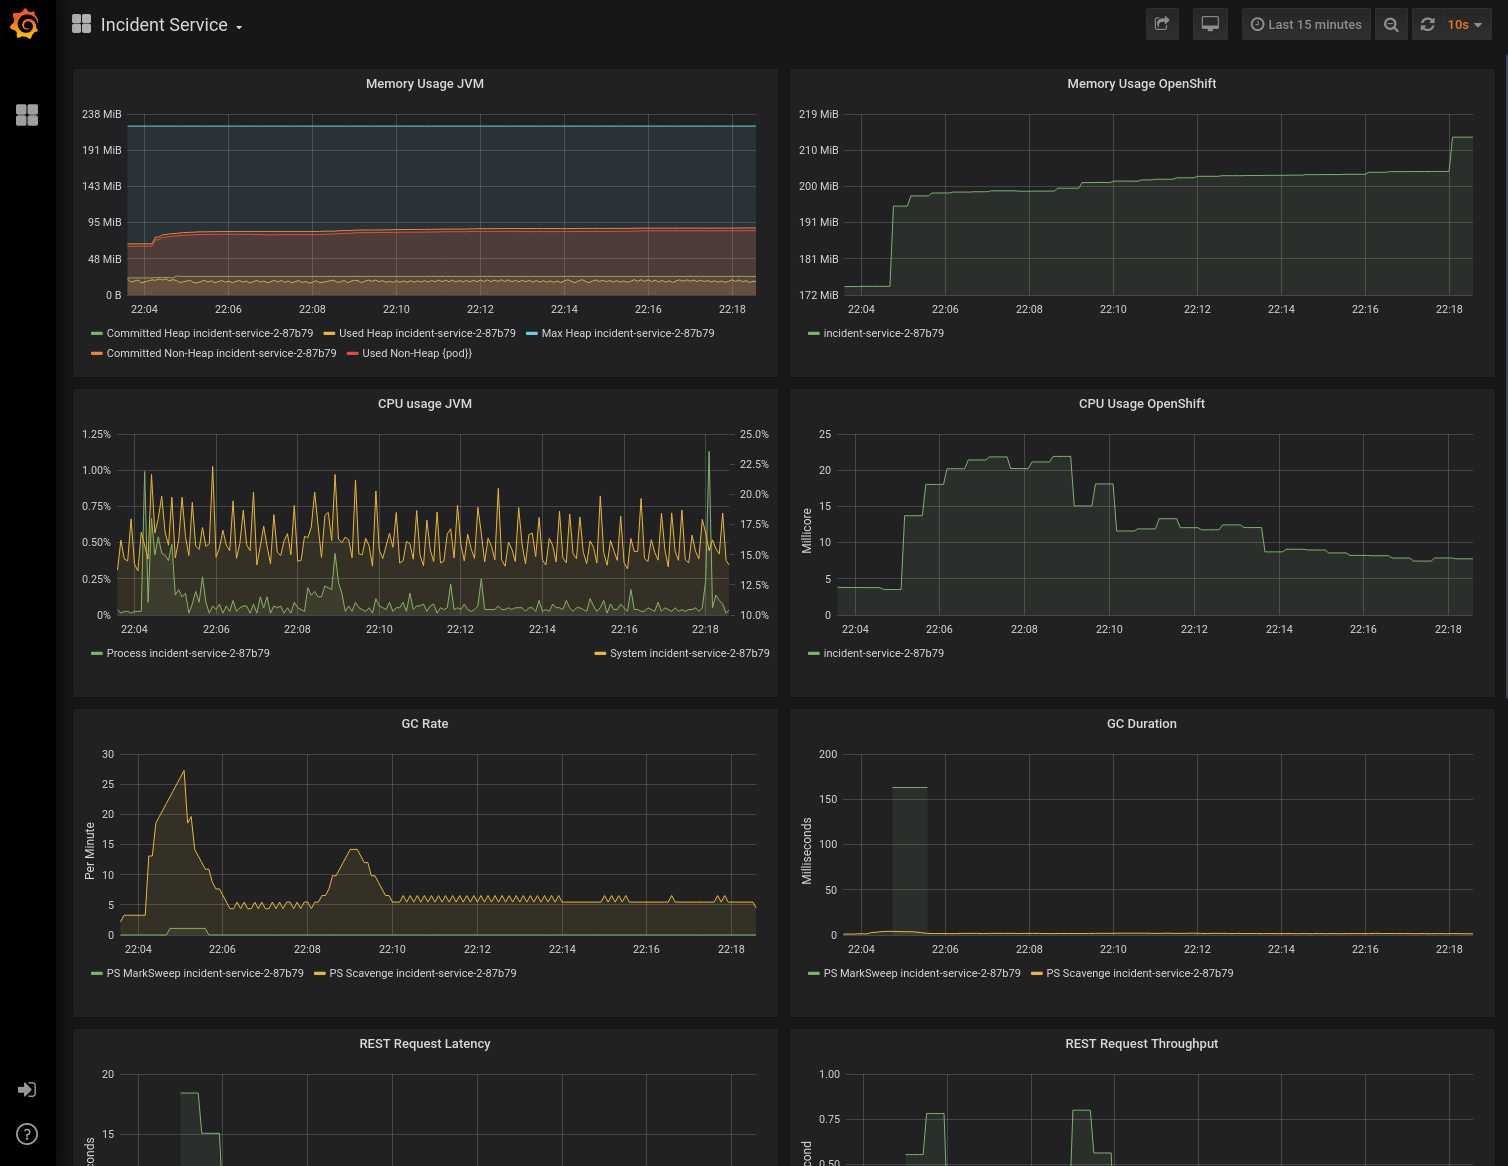 Incident Service
Last 15 minutes
10s
Memory Usage JVM
238 MiB
191 MiB
143 MiB
95 MiB
48 MiB
0 B
22:04 22:06 22:08 22:10 22:12 22:14 22:16 22:18
Committed Heap incident-service-2-87b79 Used Heap incident-service-2-87b79 Max Heap incident-service-2-87b79
Committed Non-Heap incident-service-2-87b79 Used Non-Heap {pod}}
Memory Usage OpenShift
219 MiB
210 MiB
200 MiB
191 MiB
181 MiB
172 MiB
22:04 22:06 22:08 22:10 22:12 22:14 22:16 22:18
incident-service-2-87b79
CPU usage JVM
1.25%
1.00%
0.75%
0.50%
0.25%
0%
25.0%
22.5%
20.0%
17.5%
15.0%
12.5%
10.0%
22:04 22:06 22:08 22:10 22:12 22:14 22:16 22:18
Process incident-service-2-87b79 System incident-service-2-87b79
CPU Usage OpenShift
Millicore
25
20
15
10
5
0
22:04 22:06 22:08 22:10 22:12 22:14 22:16 22:18
incident-service-2-87b79
GC Rate
Per Minute
30
25
20
15
10
5
0
22:04 22:06 22:08 22:10 22:12 22:14 22:16 22:18
PS MarkSweep incident-service-2-87b79 PS Scavenge incident-service-2-87b79
GC Duration
Milliseconds
200
150
100
50
0
22:04 22:06 22:08 22:10 22:12 22:14 22:16 22:18
PS MarkSweep incident-service-2-87b79 PS Scavenge incident-service-2-87b79
REST Request Latency
conds
20
15
REST Request Throughput
cond
1.00
0.75
0.50